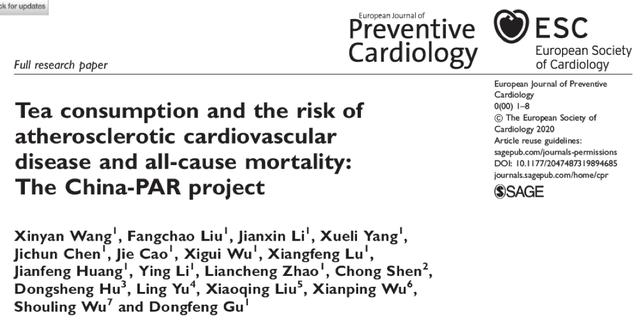 ck for updates
European Journal of
Preventive
Cardiology
ESC
European Society
of Cardiology
Full research paper
Tea consumption and the risk of
atherosclerotic cardiovascular
disease and all-cause mortality:
The China-PAR project
European Journal of Preventive
Cardiology
0(00) 1–8
© The European Society of
Cardiology 2020
Article reuse guidelines:
sagepub.com/journals-permissions
DOI: 10.1177/2047487319894685
journals.sagepub.com/home/cpr
SAGE
Xinyan Wang1, Fangchao Liu1, Jianxin Li1, Xueli Yang1,
Jichun Chen1, Jie Cao1, Xigui Wu1, Xiangfeng Lu1,
Jianfeng Huang1, Ying Li1, Liancheng Zhao1, Chong Shen2,
Dongsheng Hu3, Ling Yu4, Xiaoqing Liu5, Xianping Wu6,
Shouling Wu7 and Dongfeng Gu1